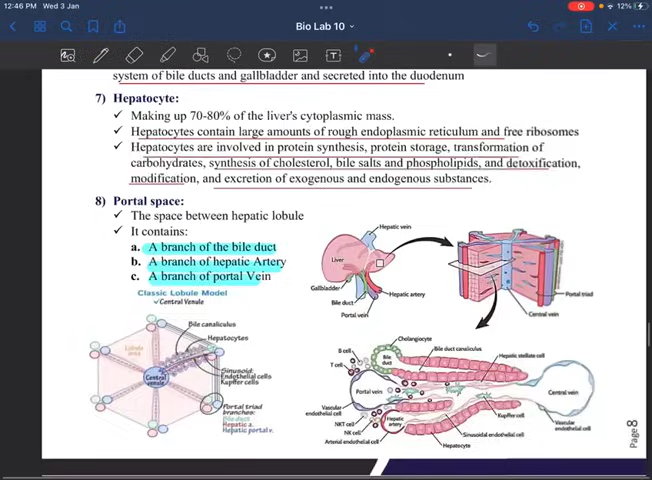 12:46 PM Wed 3 Jan
12%
Bio Lab 10
system of bile ducts and gallbladder and secreted into the duodenum
7) Hepatocyte:
✓ Making up 70-80% of the liver's cytoplasmic mass.
✓ Hepatocytes contain large amounts of rough endoplasmic reticulum and free ribosomes
✓ Hepatocytes are involved in protein synthesis, protein storage, transformation of
carbohydrates, synthesis of cholesterol, bile salts and phospholipids, and detoxification,
modification, and excretion of exogenous and endogenous substances.
8) Portal space:
✓ The space between hepatic lobule
✓ It contains:
a. A branch of the bile duct
b. A branch of hepatic Artery
c. A branch of portal Vein
Classic Lobule Model
✓Central Venule
Bile canaliculus
Hepatocytes
Lobule area
Sinusoid:
Endothelial cells
Kupfer cells
Central
venule
Portal triad
branches:
Bile duct
Hepatic a.
Hepatic portal v.
Hepatic vein
Liver
Gallbladder
Bile duct
Hepatic artery
Portal vein
Portal triad
Central vein
Cholangiocyte
B cell
T cell
Bile
duct
Bile duct canaliculus
Hepatic stellate cell
Portal vein
Central vein
Vascular
endothelial cell
NKT cell
NK cell
Hepatic
artery
Arterial endothelial cell
Kupffer cell
Sinusoidal endothelial cell
Hepatocyte
Vascular
endothelial cell
Page8